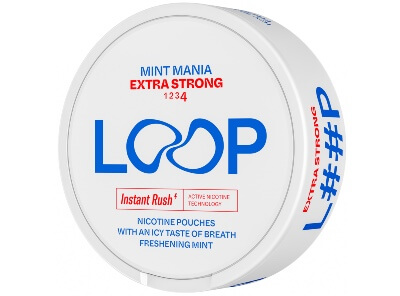 MINT MANIA
EXTRA STRONG
1234
LOOP
Instant Rush
ACTIVE NICOTINE
TECHNOLOGY
NICOTINE POUCHES
WITH AN ICY TASTE OF BREATH
FRESHENING MINT
EXTRA STRONG
L##P